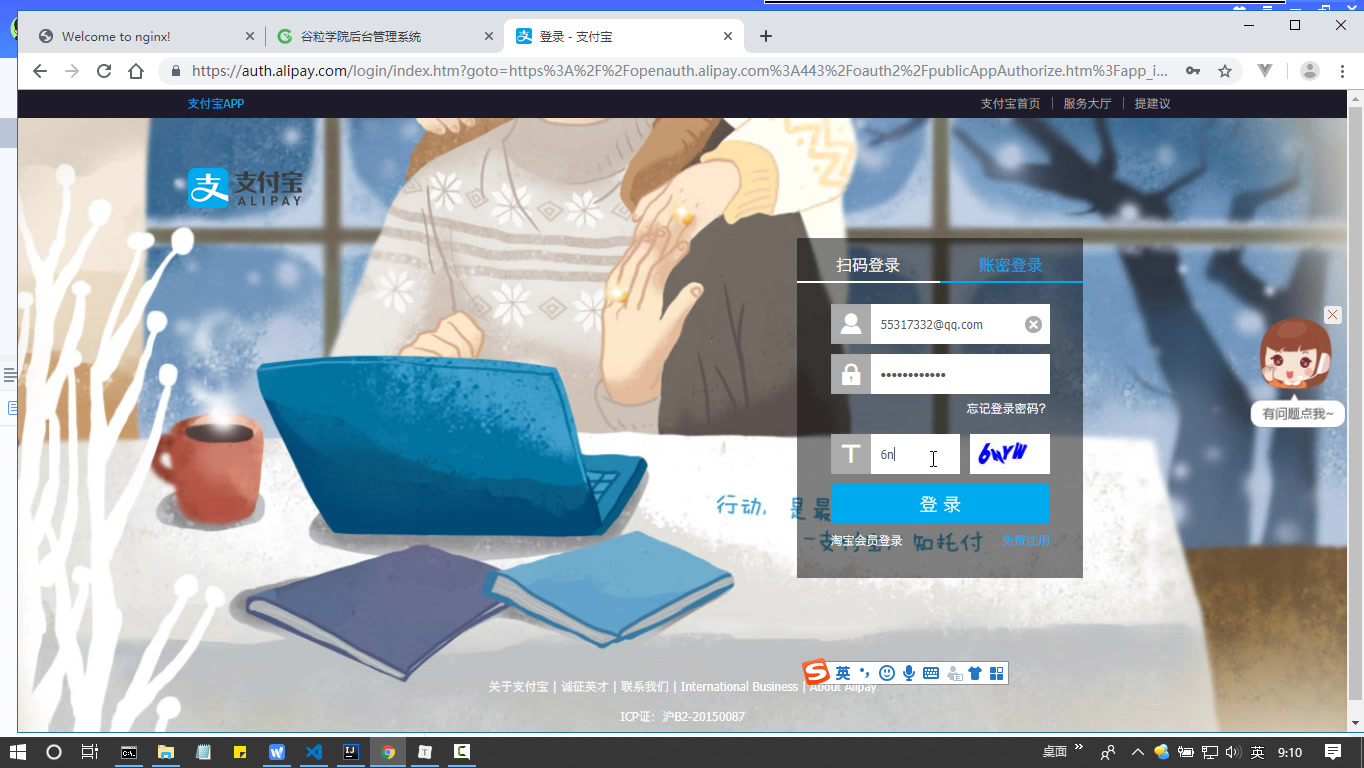 Welcome to nginx!
谷粒学院后台管理系统
登录 - 支付宝
https://auth.alipay.com/login/index.htm?goto=https%3A%2F%2Fopenauth.alipay.com%3A443%2Foauth2%2FpublicAppAuthorize.htm%3Fapp_i...
支付宝APP
支付宝首页
服务大厅
提建议
支付宝
ALIPAY
扫码登录
账密登录
55317332@qq.com
••••••••••••
忘记登录密码?
6n
6nrW
登 录
淘宝会员登录
免费注册
行动, 是最
知托付
有问题点我~
英
关于支付宝 | 诚征英才 | 联系我们 | International Business | About Alipay
ICP证：沪B2-20150087
桌面
英
9:10